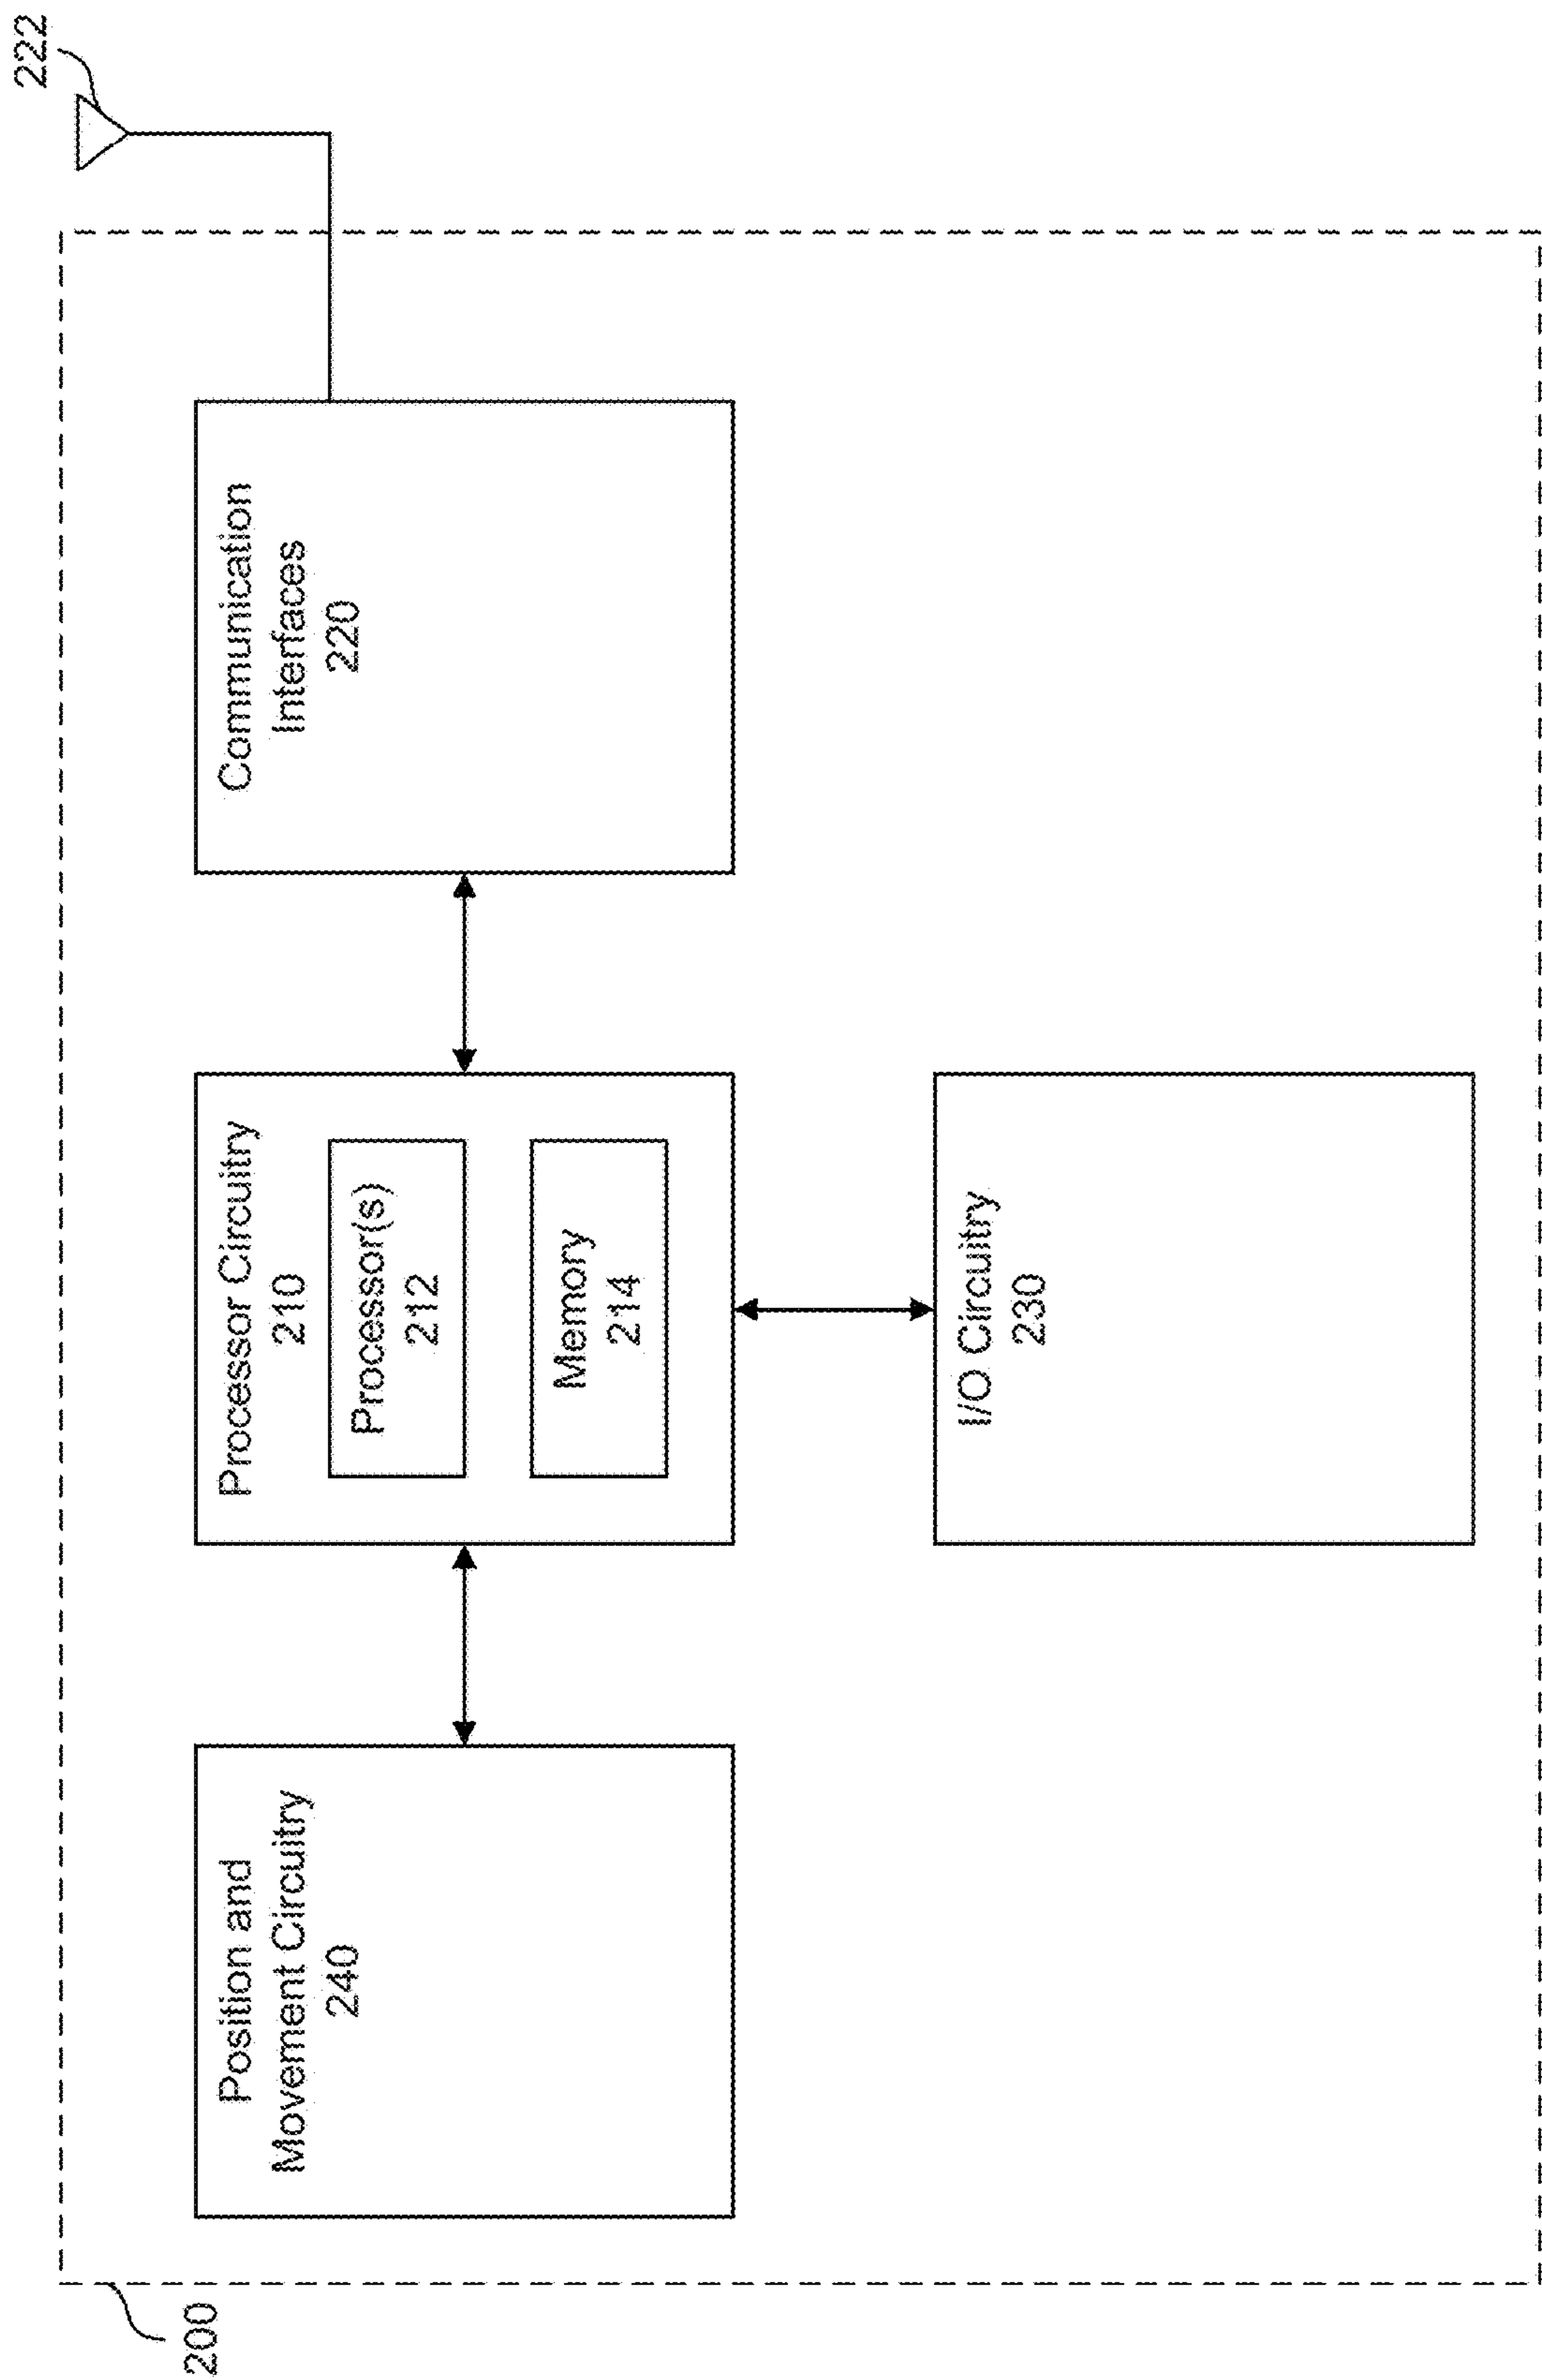 222
Position and
Movement Circuitry
240
Processor Circuitry
210
Processor(s)
212
Memory
214
Communication
Interfaces
220
I/O Circuitry
230
200